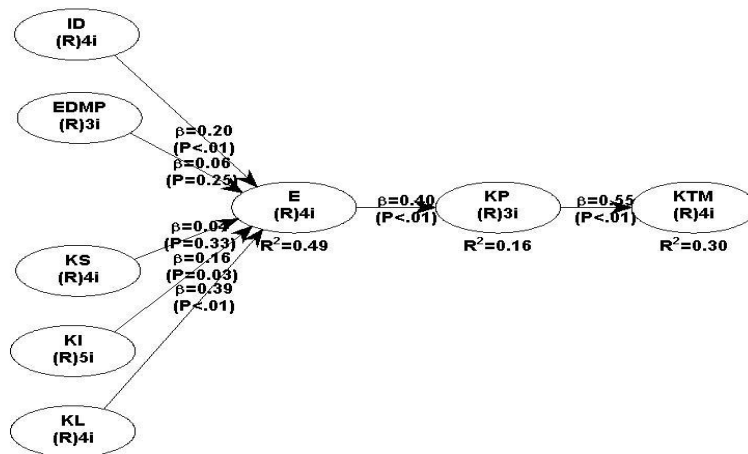 ID
(R)4i
EDMP
(R)3i
β=0.20
(P<.01)
β=0.06
(P=0.25)
E
(R)4i
R²=0.49
β=0.40
(P<.01)
KP
(R)3i
R²=0.16
β=0.55
(P<.01)
KTM
(R)4i
R²=0.30
KS
(R)4i
β=0.04
(P=0.33)
β=0.16
(P=0.03)
β=0.39
(P<.01)
KI
(R)5i
KL
(R)4i